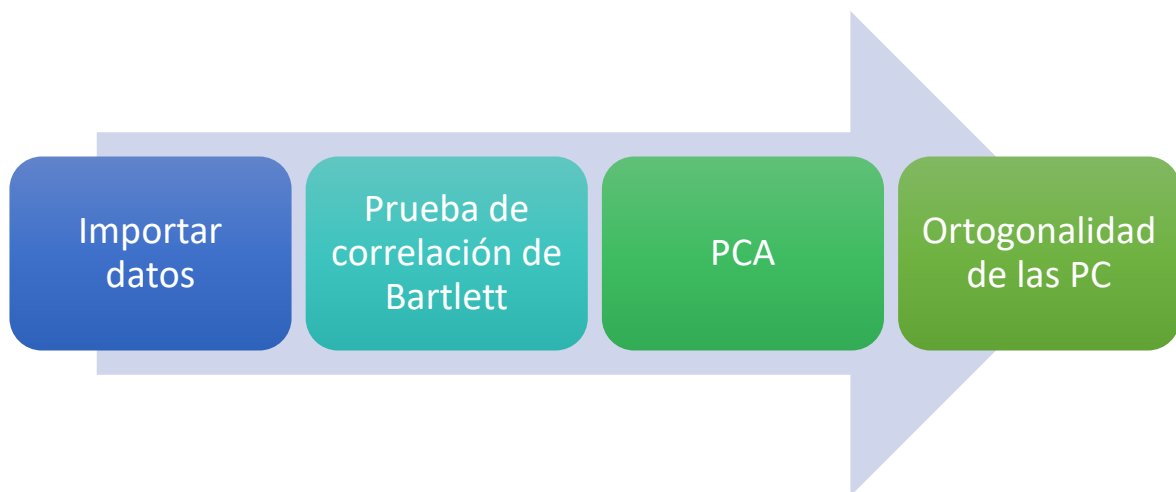 Importar
datos
Prueba de
correlación de
Bartlett
PCA
Ortogonalidad
de las PC